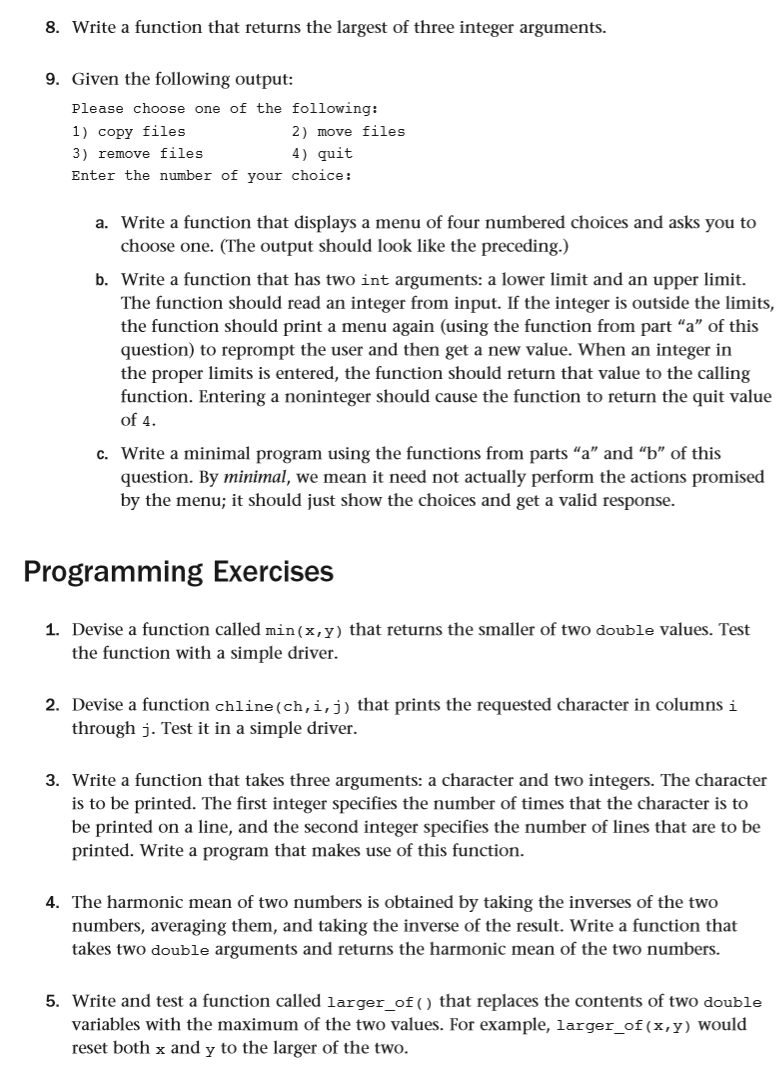 8. Write a function that returns the largest of three integer arguments.
9. Given the following output:
Please choose one of the following:
1) copy files 2) move files
3) remove files 4) quit
Enter the number of your choice:
a. Write a function that displays a menu of four numbered choices and asks you to
choose one. (The output should look like the preceding.)
b. Write a function that has two int arguments: a lower limit and an upper limit.
The function should read an integer from input. If the integer is outside the limits,
the function should print a menu again (using the function from part “a” of this
question) to reprompt the user and then get a new value. When an integer in
the proper limits is entered, the function should return that value to the calling
function. Entering a noninteger should cause the function to return the quit value
of 4.
c. Write a minimal program using the functions from parts “a” and “b” of this
question. By minimal, we mean it need not actually perform the actions promised
by the menu; it should just show the choices and get a valid response.
Programming Exercises
1. Devise a function called min(x,y) that returns the smaller of two double values. Test
the function with a simple driver.
2. Devise a function chline(ch,i,j) that prints the requested character in columns i
through j. Test it in a simple driver.
3. Write a function that takes three arguments: a character and two integers. The character
is to be printed. The first integer specifies the number of times that the character is to
be printed on a line, and the second integer specifies the number of lines that are to be
printed. Write a program that makes use of this function.
4. The harmonic mean of two numbers is obtained by taking the inverses of the two
numbers, averaging them, and taking the inverse of the result. Write a function that
takes two double arguments and returns the harmonic mean of the two numbers.
5. Write and test a function called larger_of() that replaces the contents of two double
variables with the maximum of the two values. For example, larger_of(x,y) would
reset both x and y to the larger of the two.